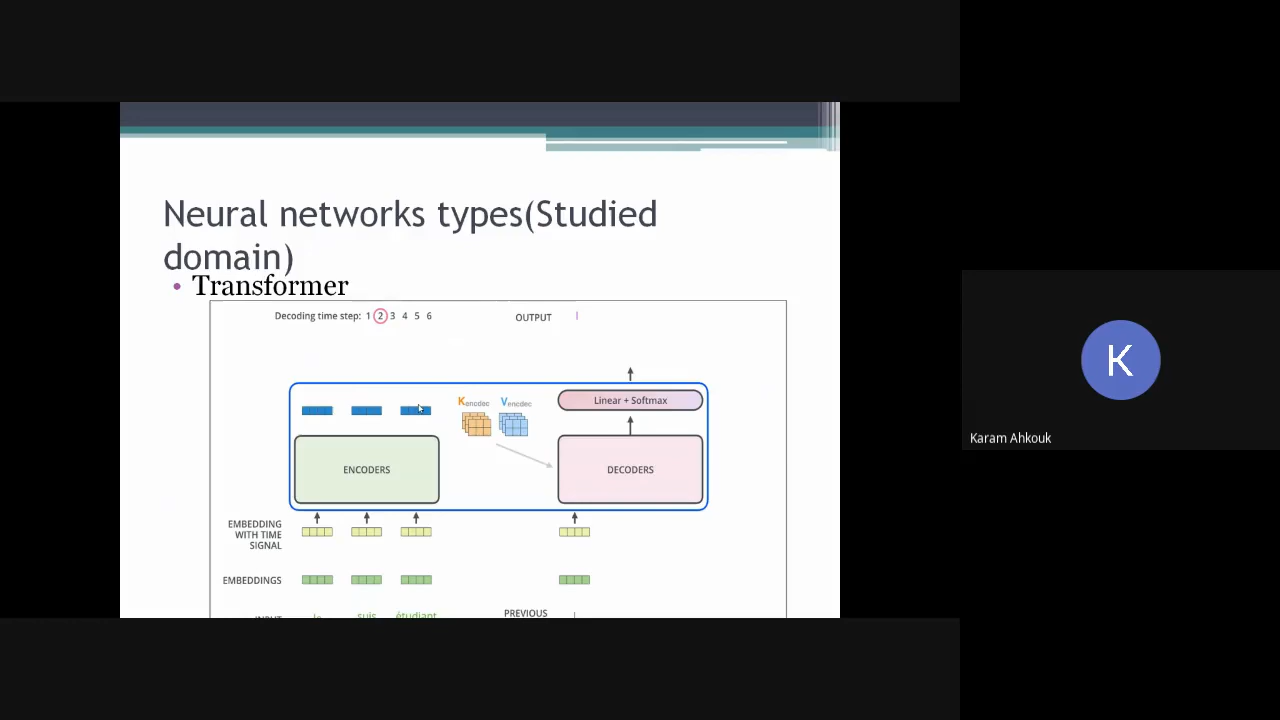 Neural networks types(Studied
domain)
• Transformer
Decoding time step: 1 2 3 4 5 6
OUTPUT I
Kencdec Vencdec
Linear + Softmax
ENCODERS
DECODERS
EMBEDDING
WITH TIME
SIGNAL
EMBEDDINGS
suis étudiant
PREVIOUS
K
Karam Ahkouk